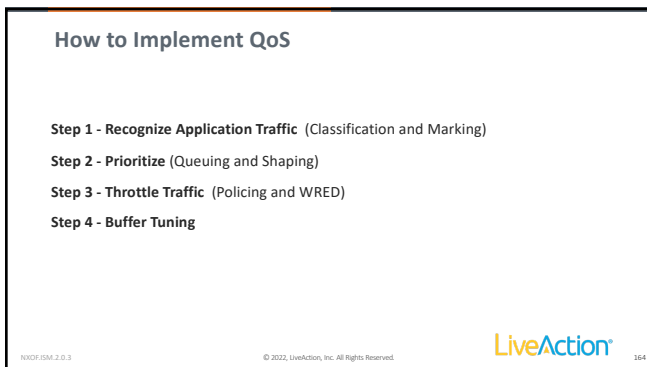 How to Implement QoS
Step 1 - Recognize Application Traffic (Classification and Marking)
Step 2 - Prioritize (Queuing and Shaping)
Step 3 - Throttle Traffic (Policing and WRED)
Step 4 - Buffer Tuning
NXOF.ISM.2.0.3
© 2022, LiveAction, Inc. All Rights Reserved.
LiveAction®
164